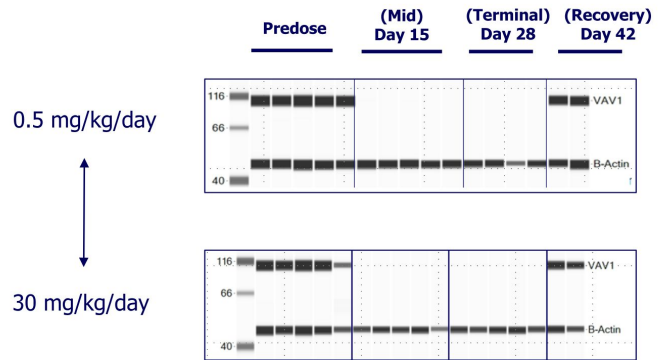 Predose
(Mid)
Day 15
(Terminal)
Day 28
(Recovery)
Day 42
0.5 mg/kg/day
116
66
40
VAV1
B-Actin
30 mg/kg/day
116
66
40
VAV1
B-Actin